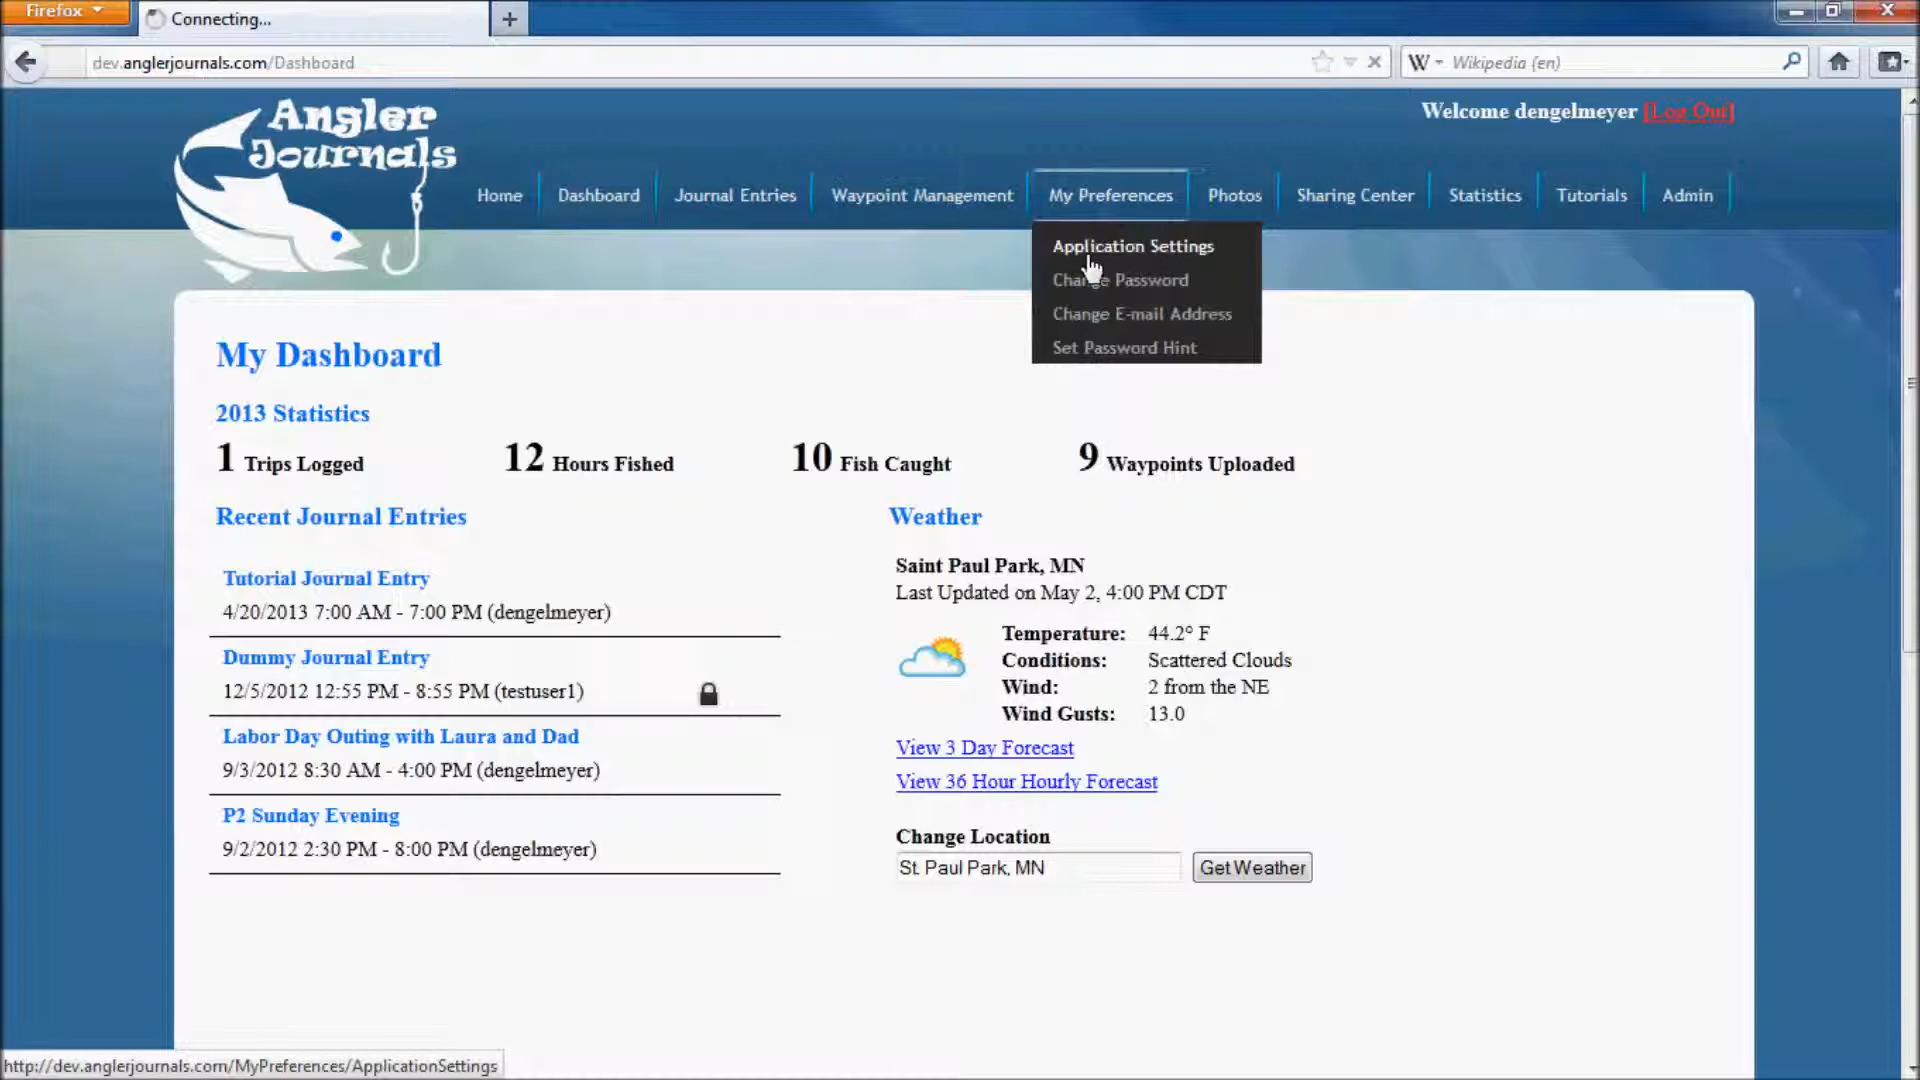 Firefox
Connecting...
dev.anglerjournals.com/Dashboard
W
Wikipedia (en)
Angler
Journals
Welcome dengelmeyer [Log Out]
Home
Dashboard
Journal Entries
Waypoint Management
My Preferences
Photos
Sharing Center
Statistics
Tutorials
Admin
Application Settings
Change Password
Change E-mail Address
Set Password Hint
My Dashboard
2013 Statistics
1 Trips Logged
12 Hours Fished
10 Fish Caught
9 Waypoints Uploaded
Recent Journal Entries
Tutorial Journal Entry
4/20/2013 7:00 AM - 7:00 PM (dengelmeyer)
Dummy Journal Entry
12/5/2012 12:55 PM - 8:55 PM (testuser1)
Labor Day Outing with Laura and Dad
9/3/2012 8:30 AM - 4:00 PM (dengelmeyer)
P2 Sunday Evening
9/2/2012 2:30 PM - 8:00 PM (dengelmeyer)
Weather
Saint Paul Park, MN
Last Updated on May 2, 4:00 PM CDT
Temperature: 44.2° F
Conditions: Scattered Clouds
Wind: 2 from the NE
Wind Gusts: 13.0
View 3 Day Forecast
View 36 Hour Hourly Forecast
Change Location
St. Paul Park, MN
Get Weather
http://dev.anglerjournals.com/MyPreferences/ApplicationSettings